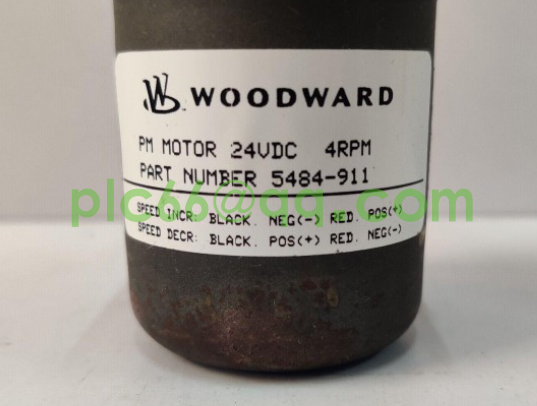 WOODWARD
PM MOTOR 24VDC 4RPM
PART NUMBER 5484-911
plc66@qq.com
SPEED INCR: BLACK. NEG(-) RED. POS(+)
SPEED DECR: BLACK. POS(+) RED. NEG(-)